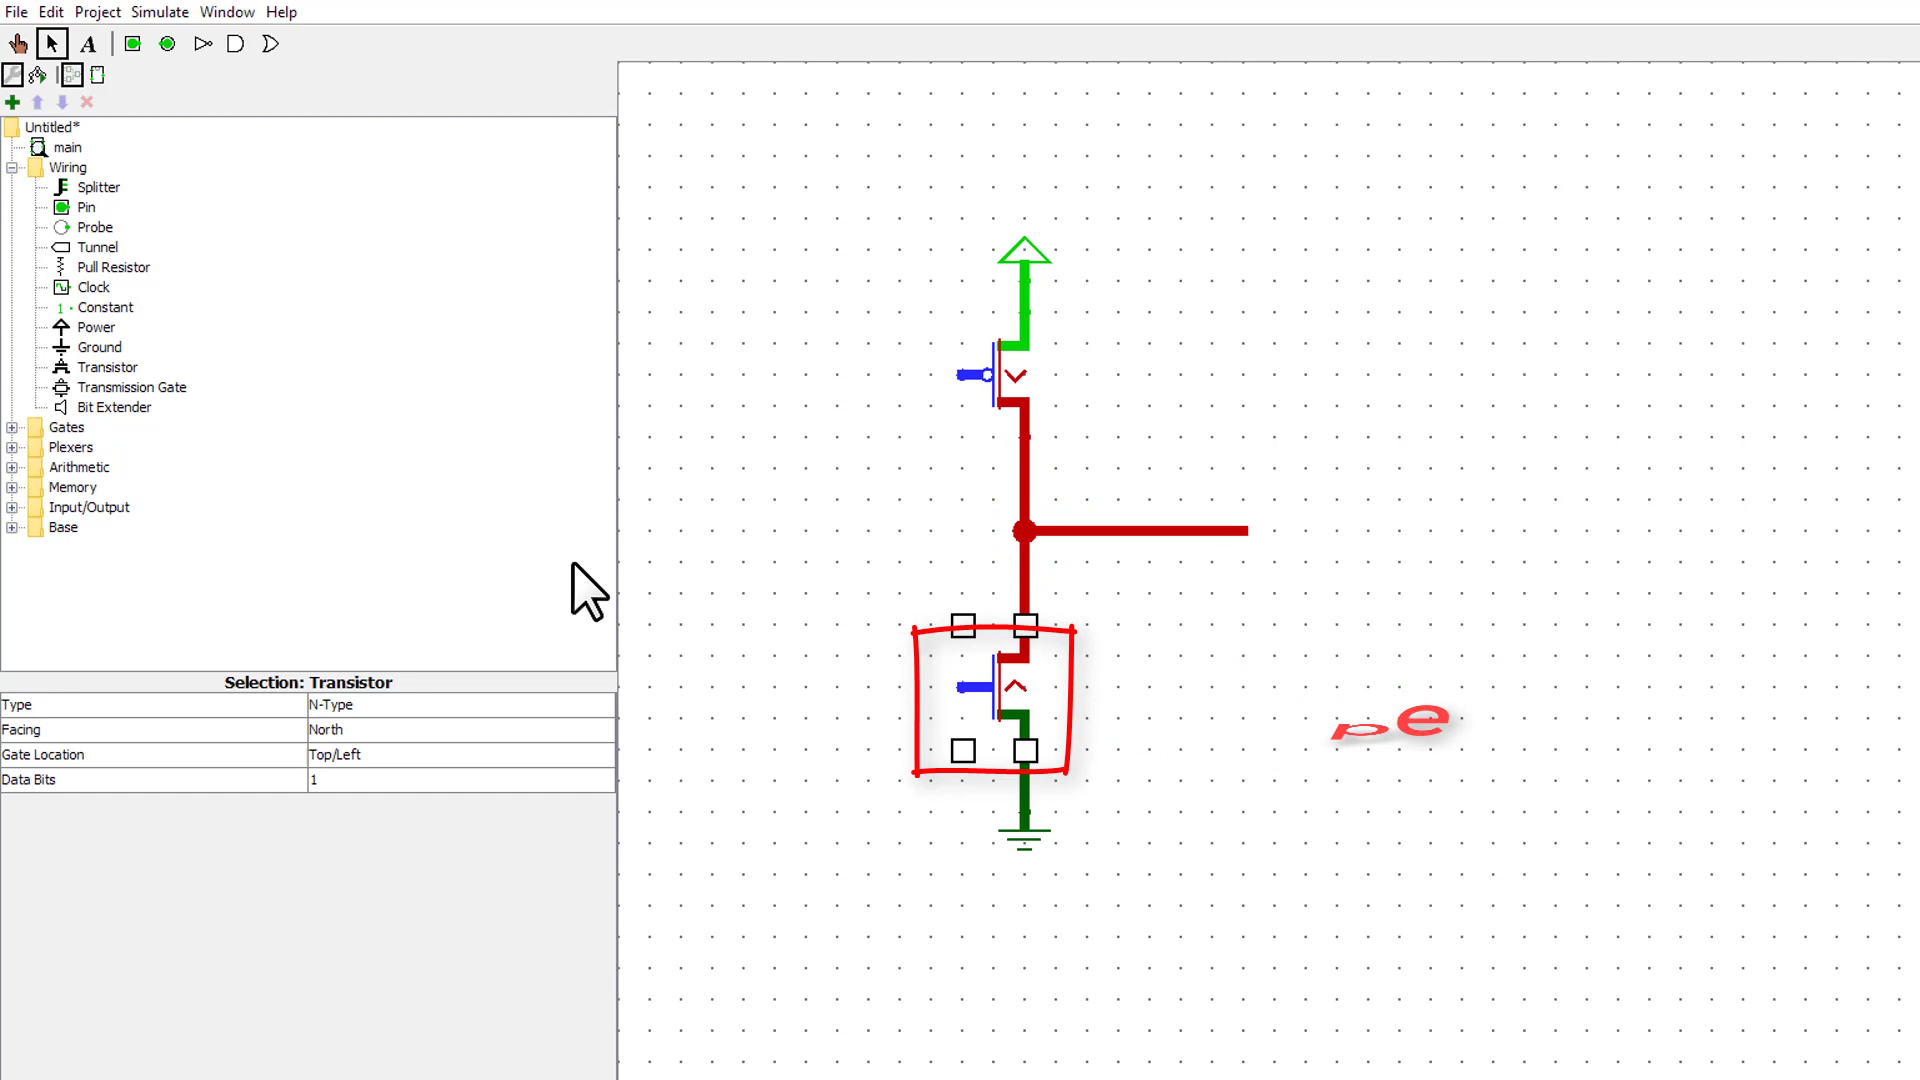 File Edit Project Simulate Window Help
A
Untitled*
main
Wiring
Splitter
Pin
Probe
Tunnel
Pull Resistor
Clock
1 Constant
Power
Ground
Transistor
Transmission Gate
Bit Extender
Gates
Plexers
Arithmetic
Memory
Input/Output
Base
Selection: Transistor
Type N-Type
Facing North
Gate Location Top/Left
Data Bits 1
pe